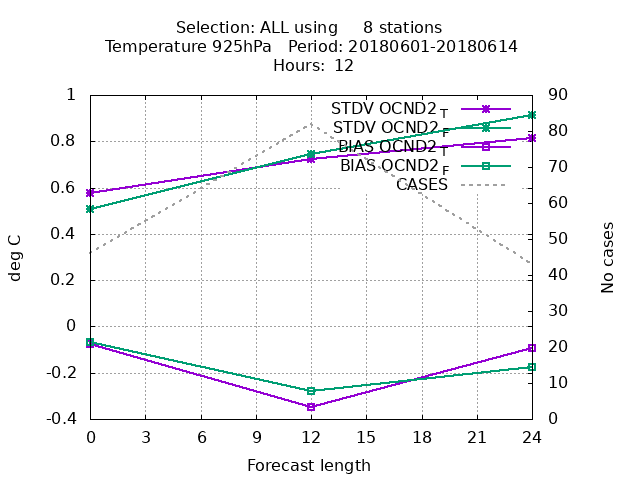 Selection: ALL using     8 stations
Temperature 925hPa   Period: 20180601-20180614
Hours: 12
STDV OCND2_T
STDV OCND2_F
BIAS OCND2_T
BIAS OCND2_F
CASES
1
0.8
0.6
0.4
0.2
0
-0.2
-0.4
deg C
90
80
70
60
50
40
30
20
10
0
No cases
0 3 6 9 12 15 18 21 24
Forecast length